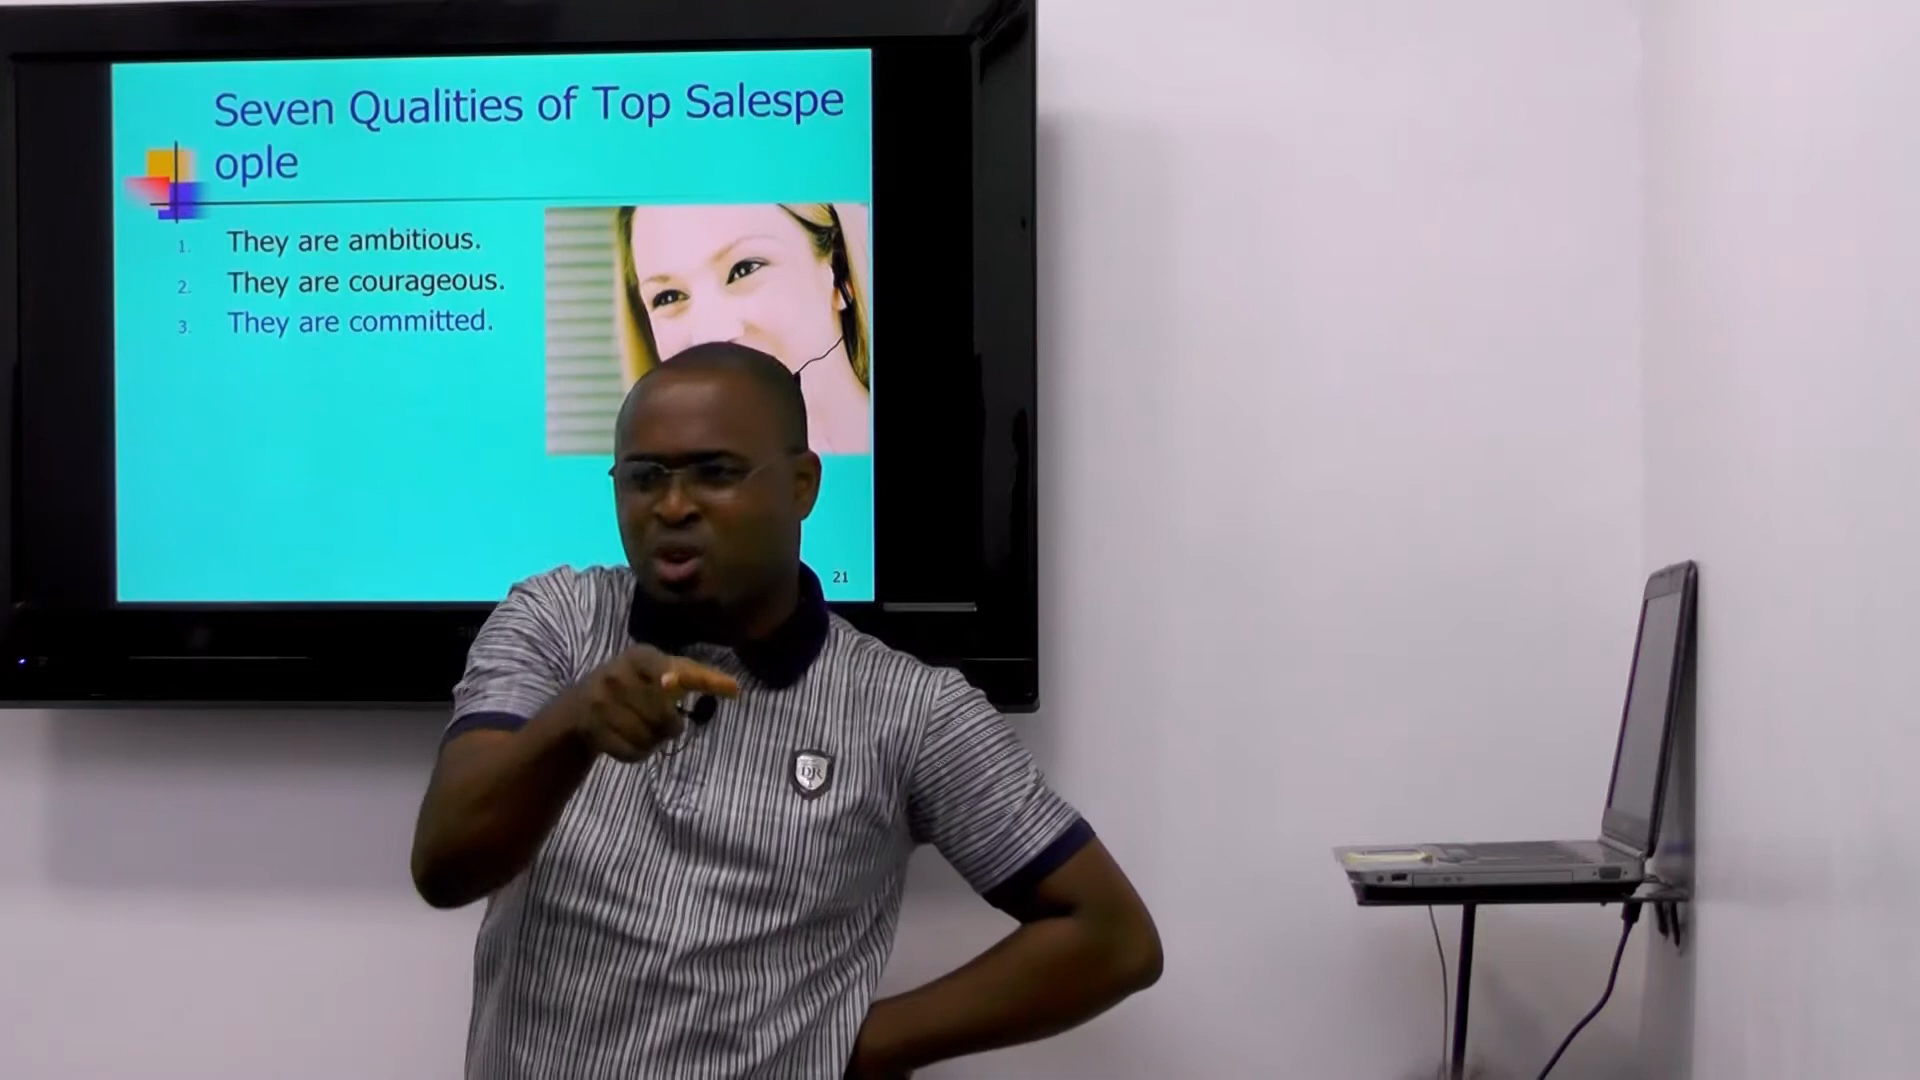 Seven Qualities of Top Salespe
ople
1. They are ambitious.
2. They are courageous.
3. They are committed.
21
DR